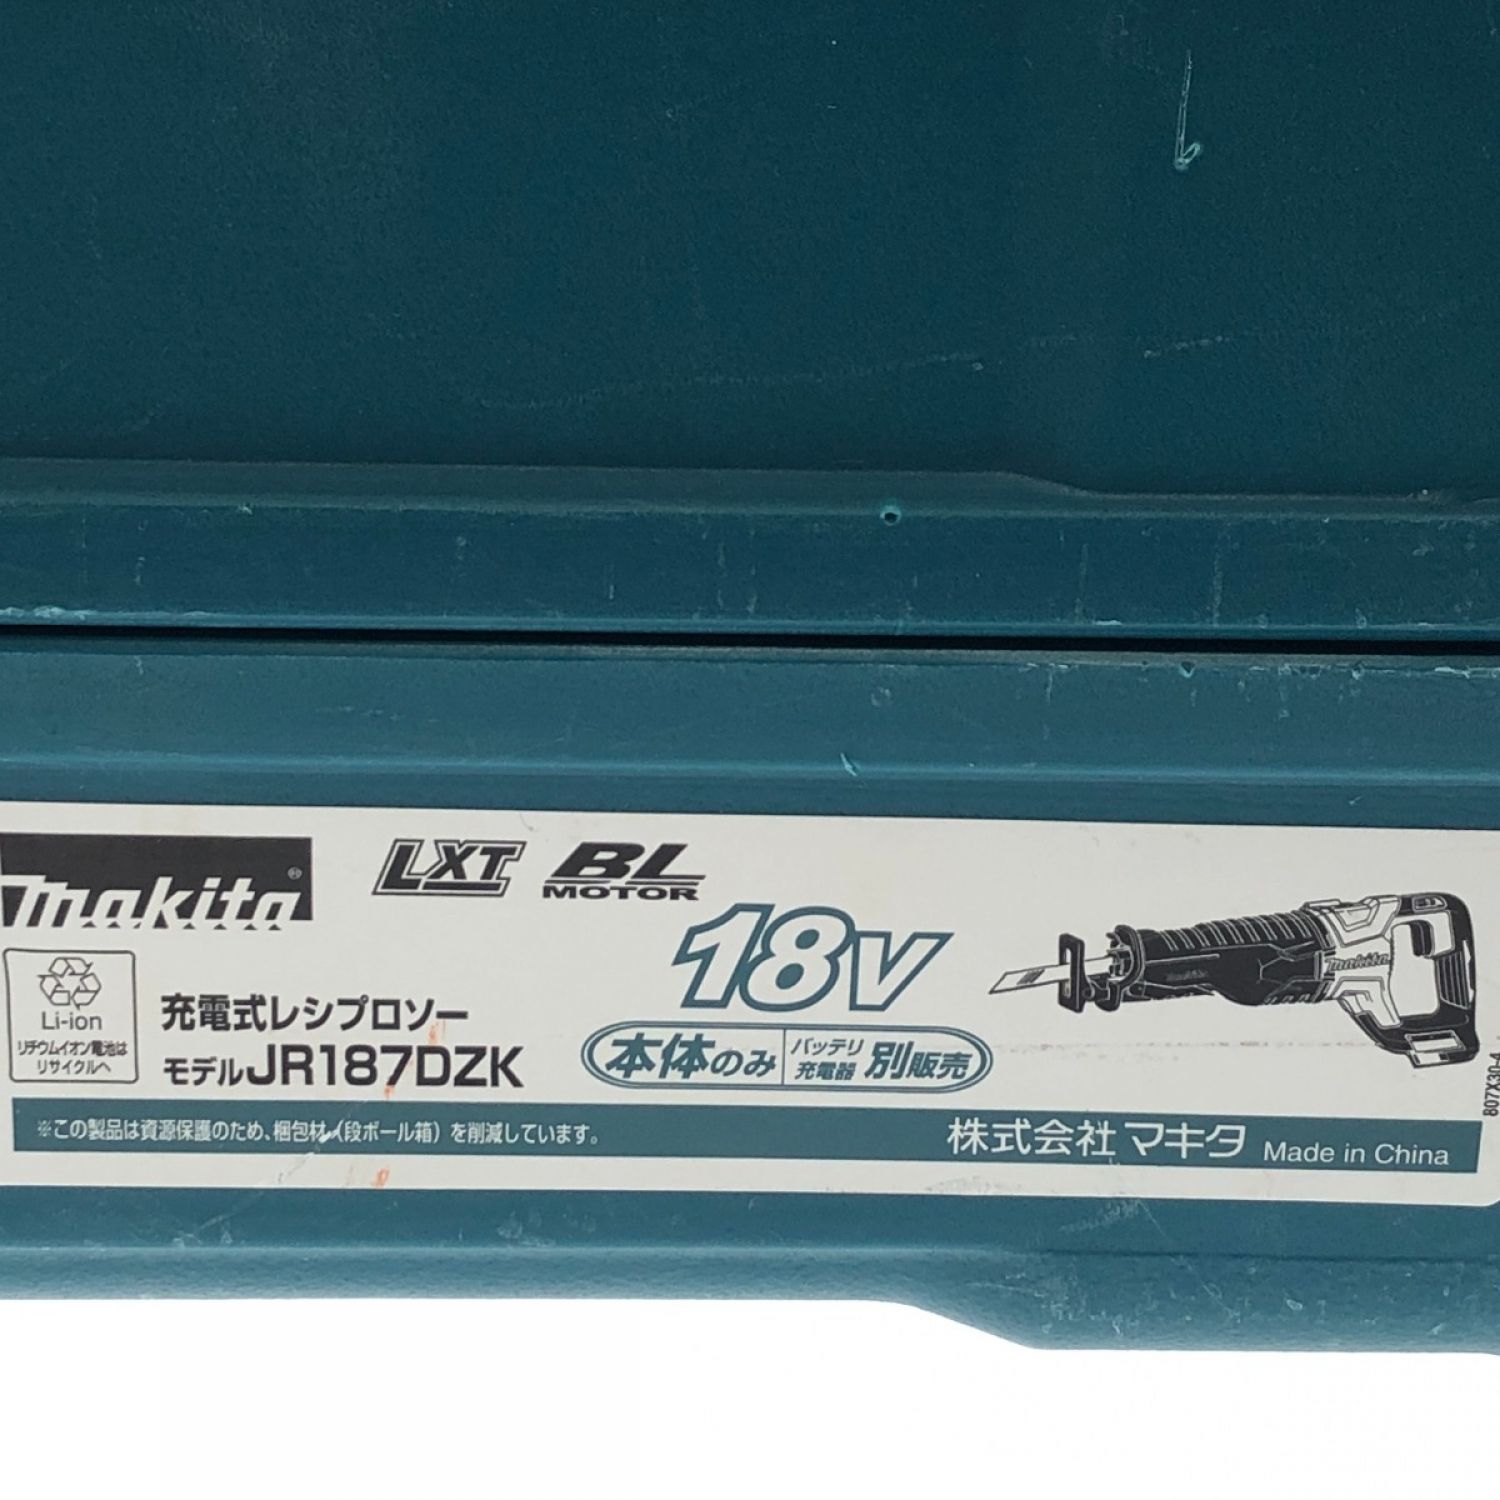 makita®
LXT BL MOTOR
18V
Li-ion
リチウムイオン電池は
リサイクルへ
充電式レシプロソー
モデルJR187DZK
本体のみ バッテリ 充電器 別販売
makita
807X30-4
※この製品は資源保護のため、梱包材(段ボール箱)を削減しています。
株式会社マキタ Made in China